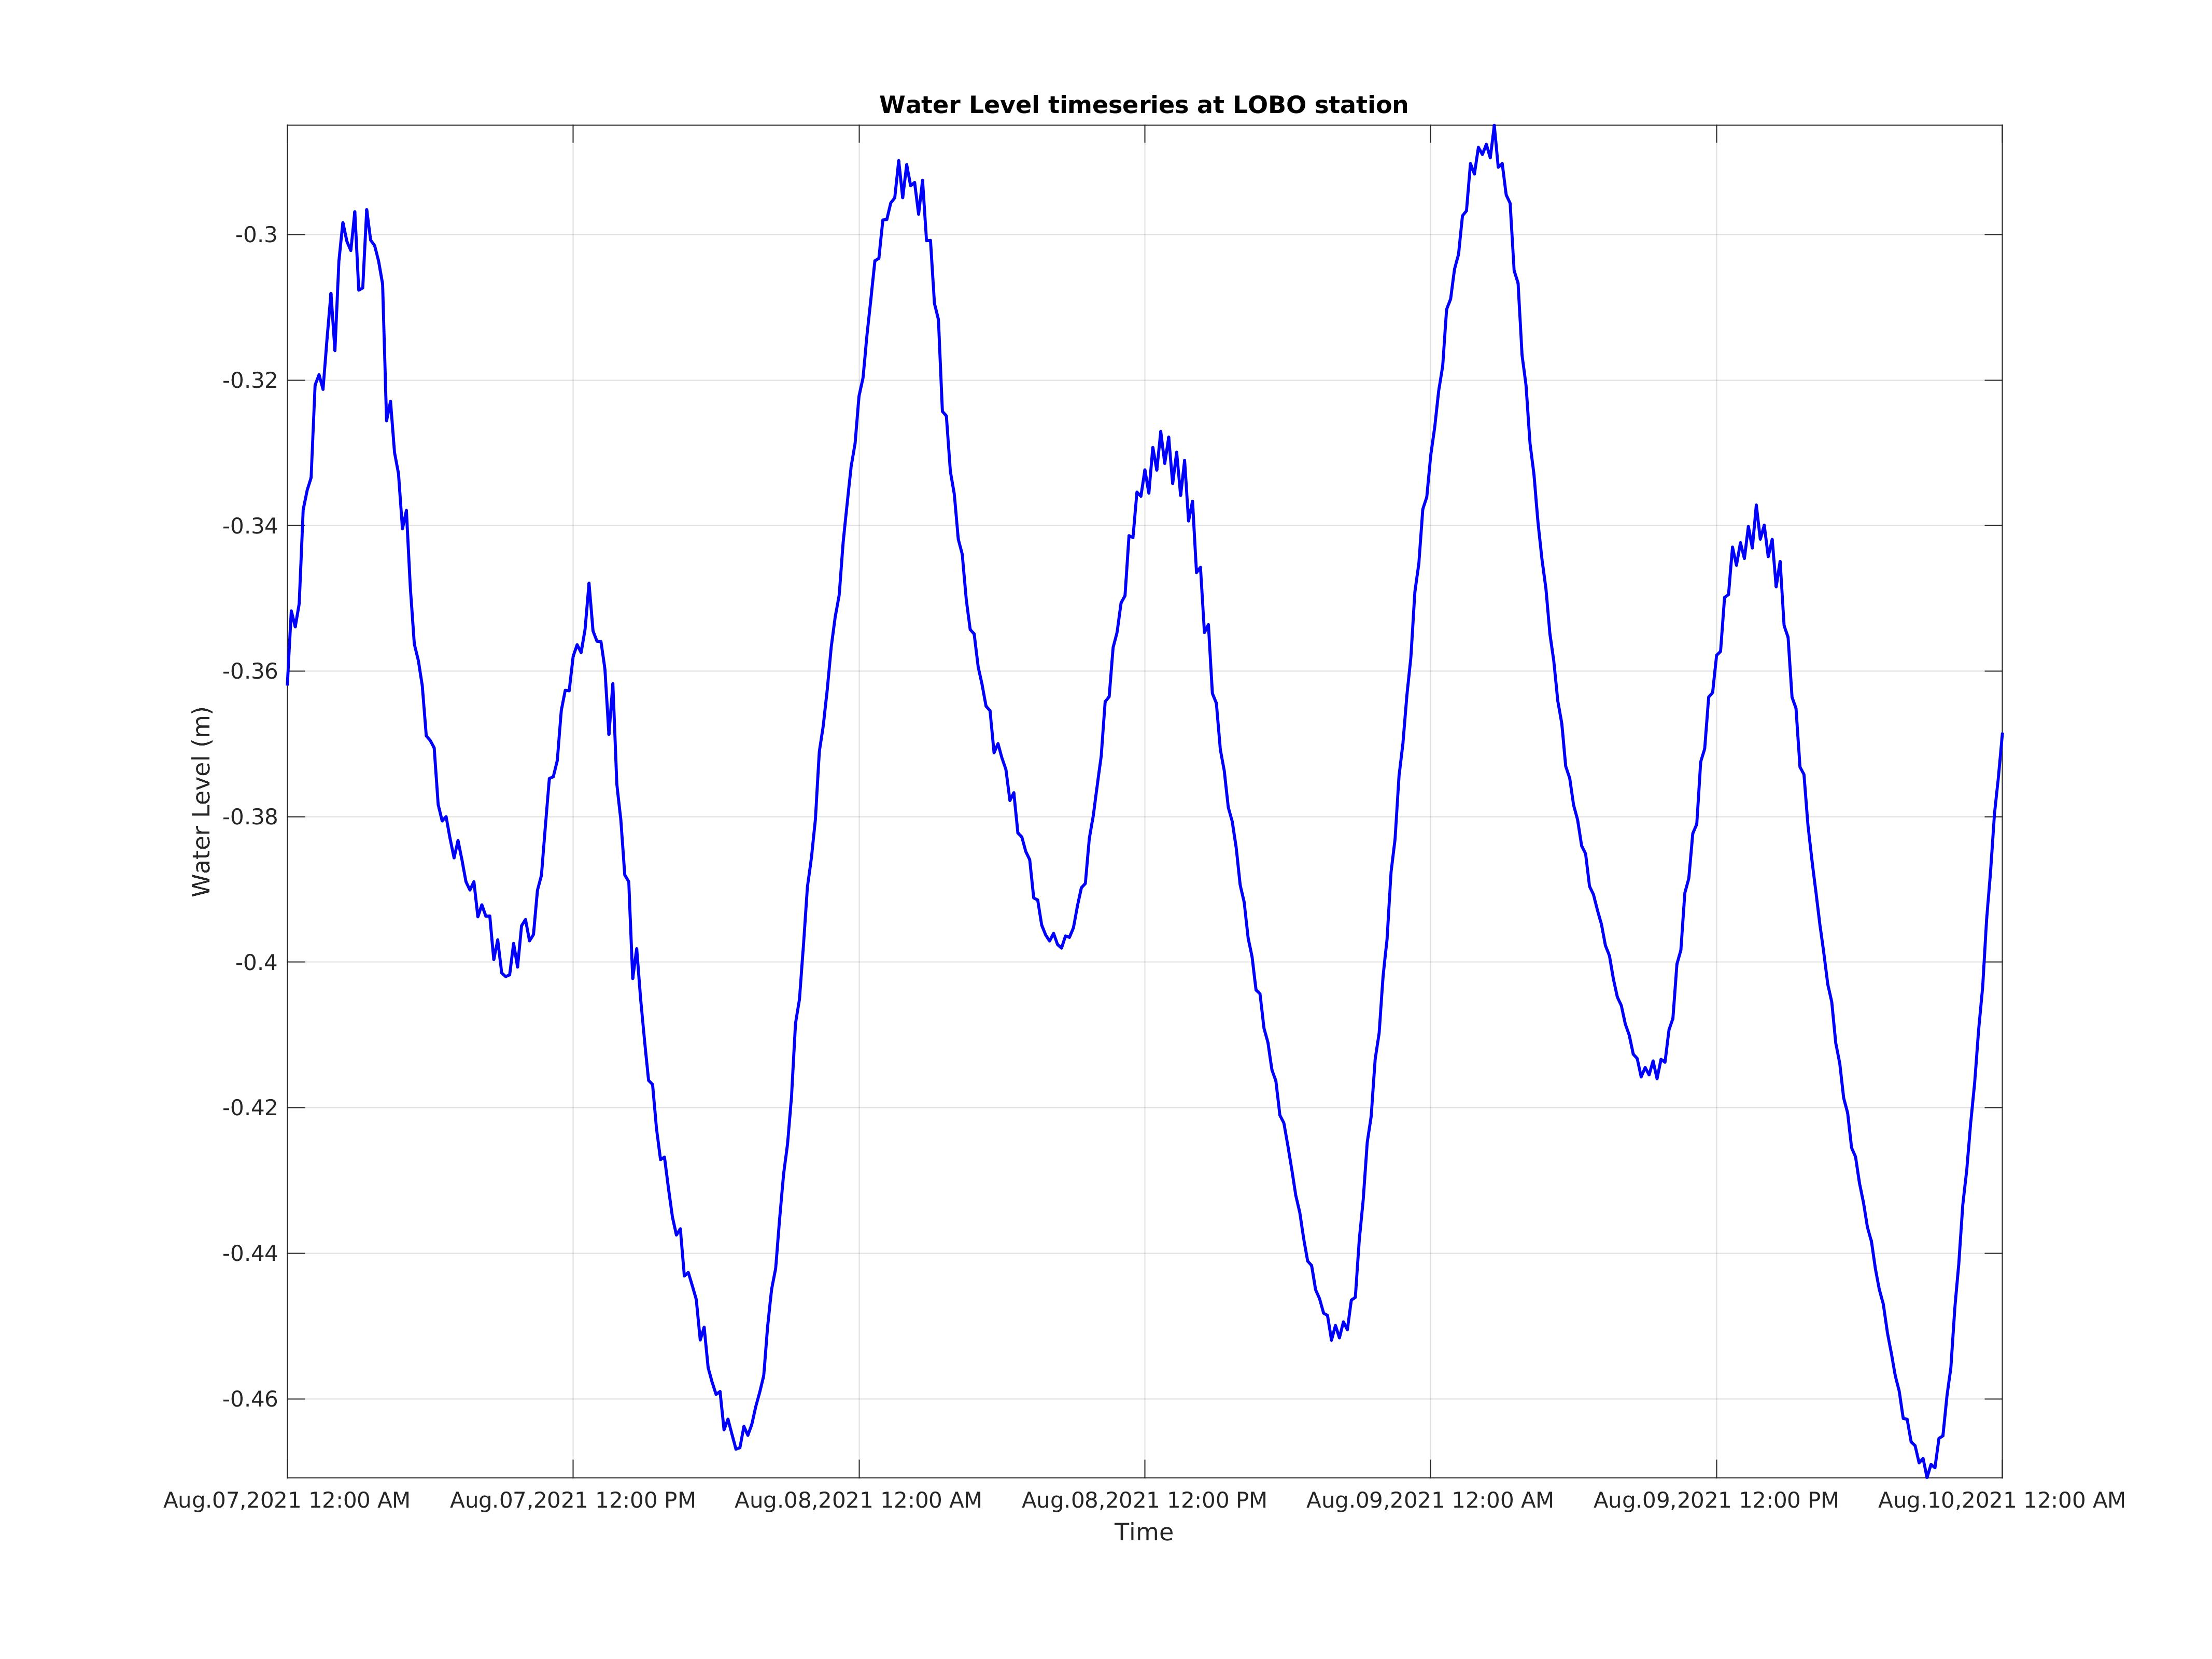 Water Level timeseries at LOBO station
-0.3
-0.32
-0.34
-0.36
-0.38
-0.4
-0.42
-0.44
-0.46
Water Level (m)
Aug.07,2021 12:00 AM Aug.07,2021 12:00 PM Aug.08,2021 12:00 AM Aug.08,2021 12:00 PM Aug.09,2021 12:00 AM Aug.09,2021 12:00 PM Aug.10,2021 12:00 AM
Time